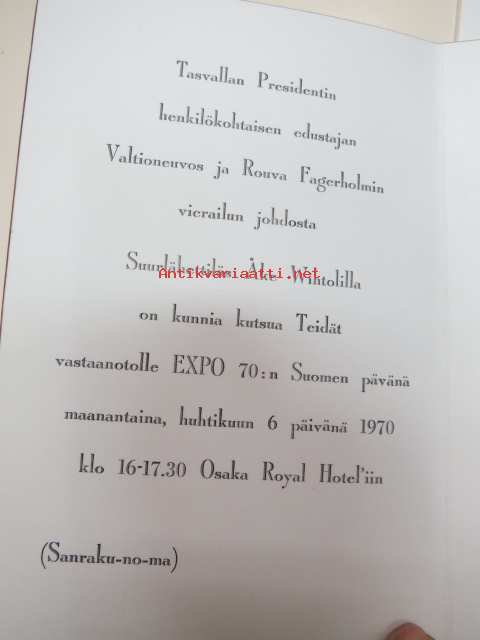 Tasvallan Presidentin
henkilökohtaisen edustajan
Valtioneuvos ja Rouva Fagerholmin
vierailun johdosta
Suurlähettiläs Åke Wihtolilla
Antikvariaatti.net
on kunnia kutsua Teidät
vastaanotolle EXPO 70:n Suomen pävänä
maanantaina, huhtikuun 6 päivänä 1970
klo 16-17.30 Osaka Royal Hotel'iin
(Sanraku-no-ma)